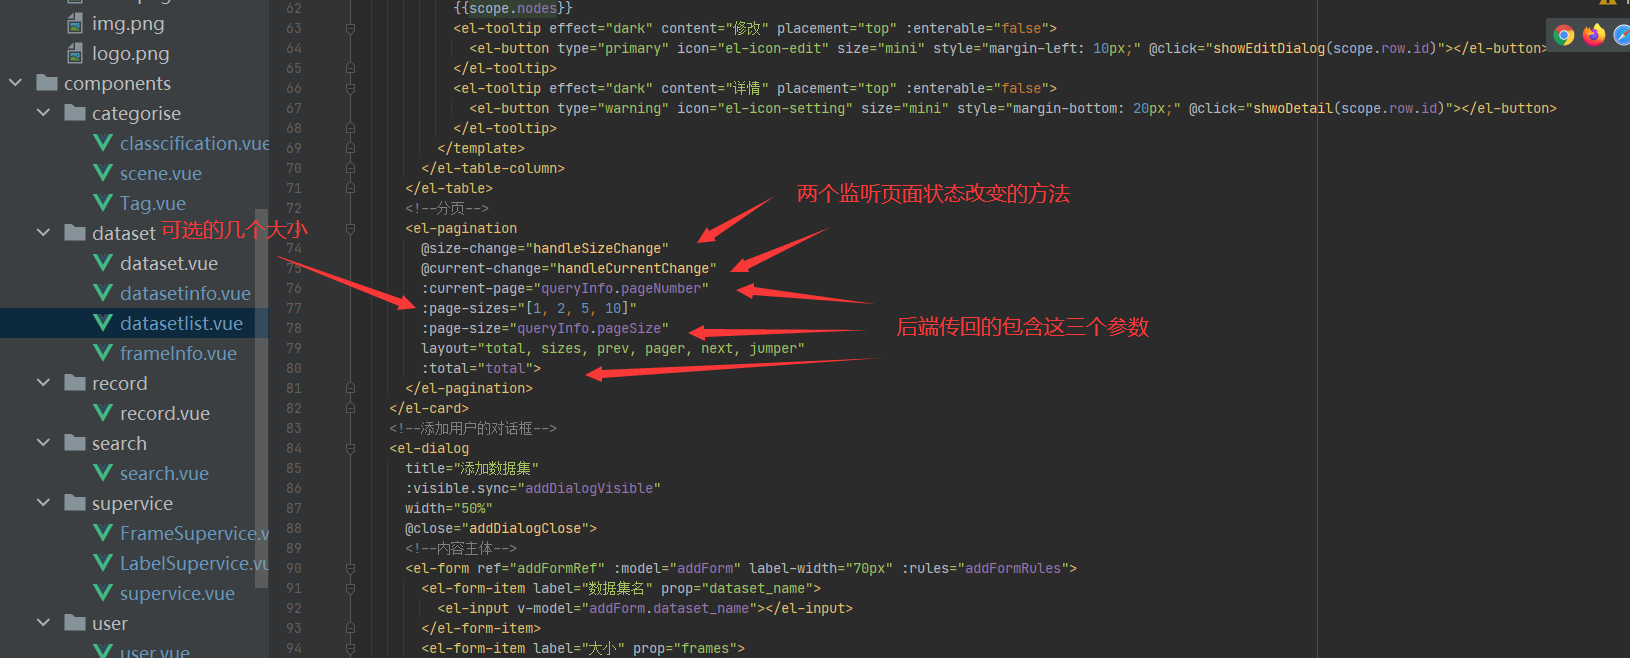 img.png
logo.png
components
categorise
classcification.vue
scene.vue
Tag.vue
dataset
dataset.vue
datasetinfo.vue
datasetlist.vue
frameInfo.vue
record
record.vue
search
search.vue
supervice
FrameSupervice.v
LabelSupervice.vu
supervice.vue
user
user.vue
可选的几个大小
两个监听页面状态改变的方法
后端传回的包含这三个参数
62 {{scope.nodes}}
63 <el-tooltip effect="dark" content="修改" placement="top" :enterable="false">
64 <el-button type="primary" icon="el-icon-edit" size="mini" style="margin-left: 10px;" @click="showEditDialog(scope.row.id)"></el-button>
65 </el-tooltip>
66 <el-tooltip effect="dark" content="详情" placement="top" :enterable="false">
67 <el-button type="warning" icon="el-icon-setting" size="mini" style="margin-bottom: 20px;" @click="shwoDetail(scope.row.id)"></el-button>
68 </el-tooltip>
69 </template>
70 </el-table-column>
71 </el-table>
72 <!--分页-->
73 <el-pagination
74 @size-change="handleSizeChange"
75 @current-change="handleCurrentChange"
76 :current-page="queryInfo.pageNumber"
77 :page-sizes="[1, 2, 5, 10]"
78 :page-size="queryInfo.pageSize"
79 layout="total, sizes, prev, pager, next, jumper"
80 :total="total">
81 </el-pagination>
82 </el-card>
83 <!--添加用户的对话框-->
84 <el-dialog
85 title="添加数据集"
86 :visible.sync="addDialogVisible"
87 width="50%"
88 @close="addDialogClose">
89 <!--内容主体-->
90 <el-form ref="addFormRef" :model="addForm" label-width="70px" :rules="addFormRules">
91 <el-form-item label="数据集名" prop="dataset_name">
92 <el-input v-model="addForm.dataset_name"></el-input>
93 </el-form-item>
94 <el-form-item label="大小" prop="frames">